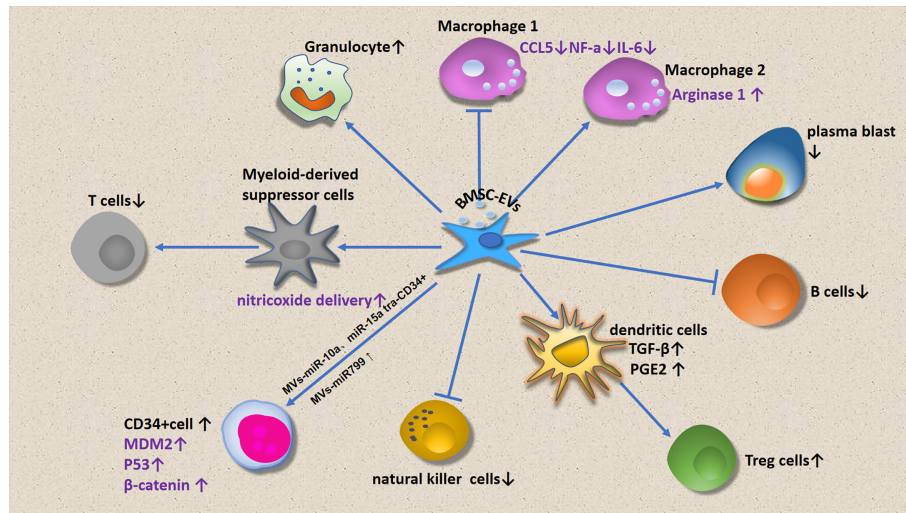 Macrophage 1
CCL5↓NF-a↓IL-6↓
Granulocyte↑
Macrophage 2
Arginase 1 ↑
plasma blast
↓
Myeloid-derived
suppressor cells
T cells↓
BMSC-EVs
nitricoxide delivery↑
B cells↓
MVs-miR-10a、miR-15a tra-CD34+
MVs-miR799 ↑
dendritic cells
TGF-β↑
PGE2 ↑
CD34+cell ↑
MDM2↑
P53↑
β-catenin ↑
natural killer cells↓
Treg cells↑